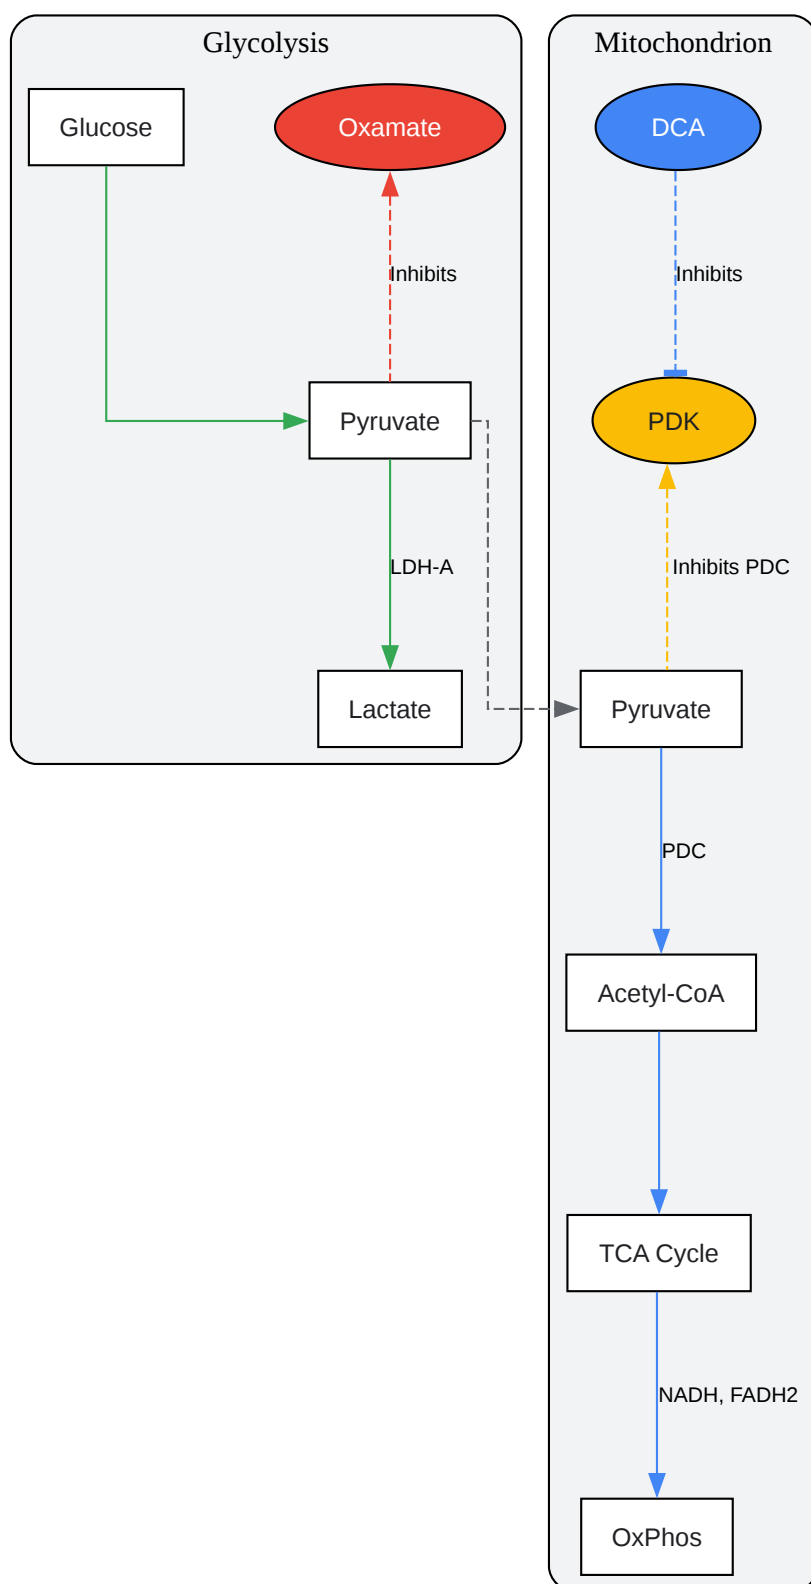 Glycolysis
Glucose
Oxamate
Inhibits
Pyruvate
LDH-A
Lactate
Mitochondrion
DCA
Inhibits
PDK
Inhibits PDC
Pyruvate
PDC
Acetyl-CoA
TCA Cycle
NADH, FADH2
OxPhos